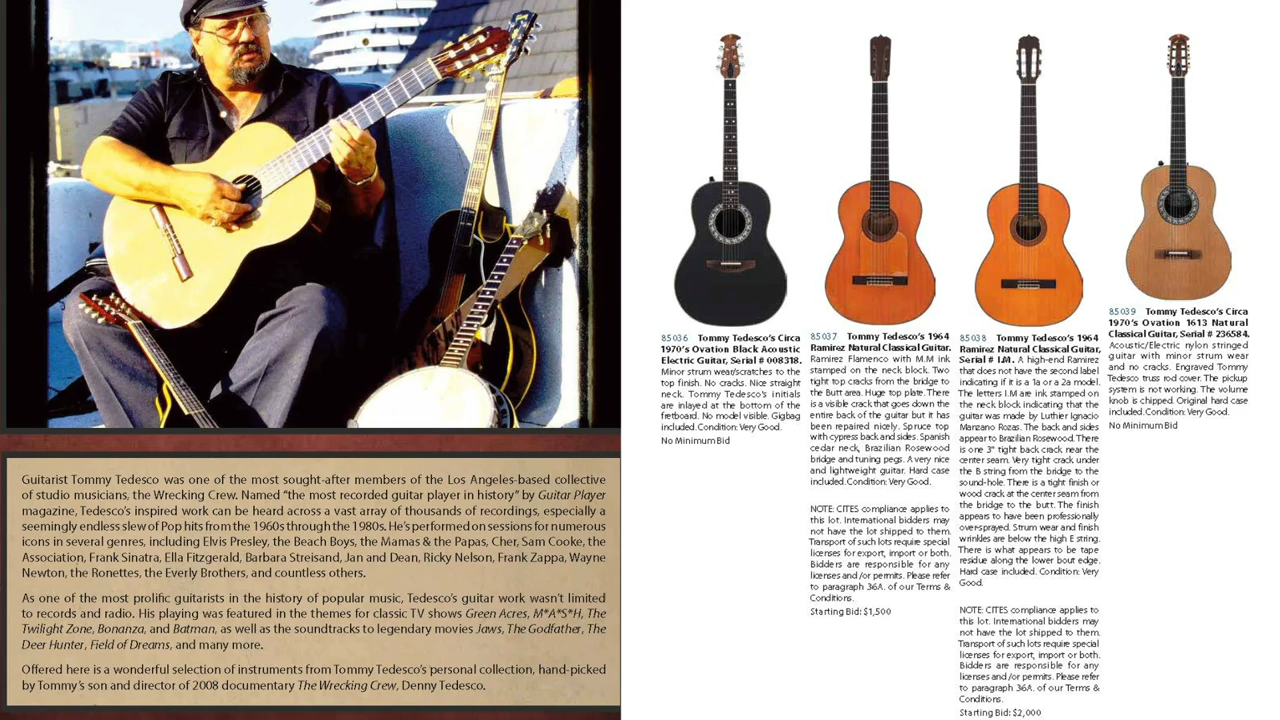 Guitarist Tommy Tedesco was one of the most sought-after members of the Los Angeles-based collective
of studio musicians, the Wrecking Crew. Named “the most recorded guitar player in history” by Guitar Player
magazine, Tedesco’s inspired work can be heard across a vast array of thousands of recordings, especially a
seemingly endless slew of Pop hits from the 1960s through the 1980s. He’s performed on sessions for numerous
icons in several genres, including Elvis Presley, the Beach Boys, the Mamas & the Papas, Cher, Sam Cooke, the
Association, Frank Sinatra, Ella Fitzgerald, Barbara Streisand, Jan and Dean, Ricky Nelson, Frank Zappa, Wayne
Newton, the Ronettes, the Everly Brothers, and countless others.
As one of the most prolific guitarists in the history of popular music, Tedesco’s guitar work wasn’t limited
to records and radio. His playing was featured in the themes for classic TV shows Green Acres, M*A*S*H, The
Twilight Zone, Bonanza, and Batman, as well as the soundtracks to legendary movies Jaws, The Godfather, The
Deer Hunter, Field of Dreams, and many more.
Offered here is a wonderful selection of instruments from Tommy Tedesco’s personal collection, hand-picked
by Tommy’s son and director of 2008 documentary The Wrecking Crew, Denny Tedesco.
85036 Tommy Tedesco’s Circa
1970’s Ovation Black Acoustic
Electric Guitar, Serial # 008318.
Minor strum wear/scratches to the
top finish. No cracks. Nice straight
neck. Tommy Tedesco’s initials
are inlayed at the bottom of the
fretboard. No model visible. Gigbag
included. Condition: Very Good.
No Minimum Bid
85037 Tommy Tedesco’s 1964
Ramirez Natural Classical Guitar.
Ramirez Flamenco with M.M ink
stamped on the neck block. Two
tight top cracks from the bridge to
the Butt area. Huge top plate. There
is a visible crack that goes down the
entire back of the guitar but it has
been repaired nicely. Spruce top
with cypress back and sides. Spanish
cedar neck, Brazilian Rosewood
bridge and tuning pegs. A very nice
and lightweight guitar. Hard case
included. Condition: Very Good.
NOTE: CITES compliance applies to
this lot. International bidders may
not have the lot shipped to them.
Transport of such lots require special
licenses for export, import or both.
Bidders are responsible for any
licenses and /or permits. Please refer
to paragraph 36A. of our Terms &
Conditions.
Starting Bid: $1,500
85038 Tommy Tedesco’s 1964
Ramirez Natural Classical Guitar,
Serial # I.M. A high-end Ramirez
that does not have the second label
indicating if it is a 1a or a 2a model.
The letters I.M are ink stamped on
the neck block indicating that the
guitar was made by Luthier Ignacio
Manzano Rozas. The back and sides
appear to Brazilian Rosewood. There
is one 3" tight back crack near the
center seam. Very tight crack under
the B string from the bridge to the
sound-hole. There is a tight finish or
wood crack at the center seam from
the bridge to the butt. The finish
appears to have been professionally
over-sprayed. Strum wear and finish
wrinkles are below the high E string.
There is what appears to be tape
residue along the lower bout edge.
Hard case included. Condition: Very
Good.
NOTE: CITES compliance applies to
this lot. International bidders may
not have the lot shipped to them.
Transport of such lots require special
licenses for export, import or both.
Bidders are responsible for any
licenses and /or permits. Please refer
to paragraph 36A. of our Terms &
Conditions.
Starting Bid: $2,000
85039 Tommy Tedesco’s Circa
1970’s Ovation 1613 Natural
Classical Guitar, Serial # 236584.
Acoustic/Electric nylon stringed
guitar with minor strum wear
and no cracks. Engraved Tommy
Tedesco truss rod cover. The pickup
system is not working. The volume
knob is chipped. Original hard case
included. Condition: Very Good.
No Minimum Bid